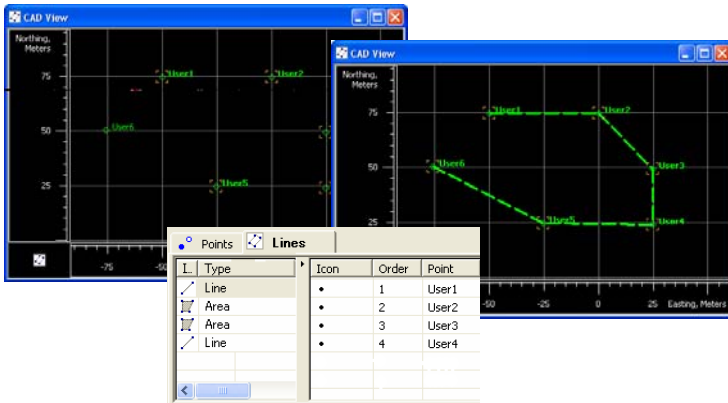 CAD View
Northing, Meters
75
50
25
User1
User2
User6
User5
-75
-50
CAD View
Northing, Meters
75
50
25
User1
User2
User3
User4
User5
User6
-50
-25
0
25
Easting, Meters
Points
Lines
I..
Type
Line
Area
Area
Line
Icon
Order
Point
1
User1
2
User2
3
User3
4
User4